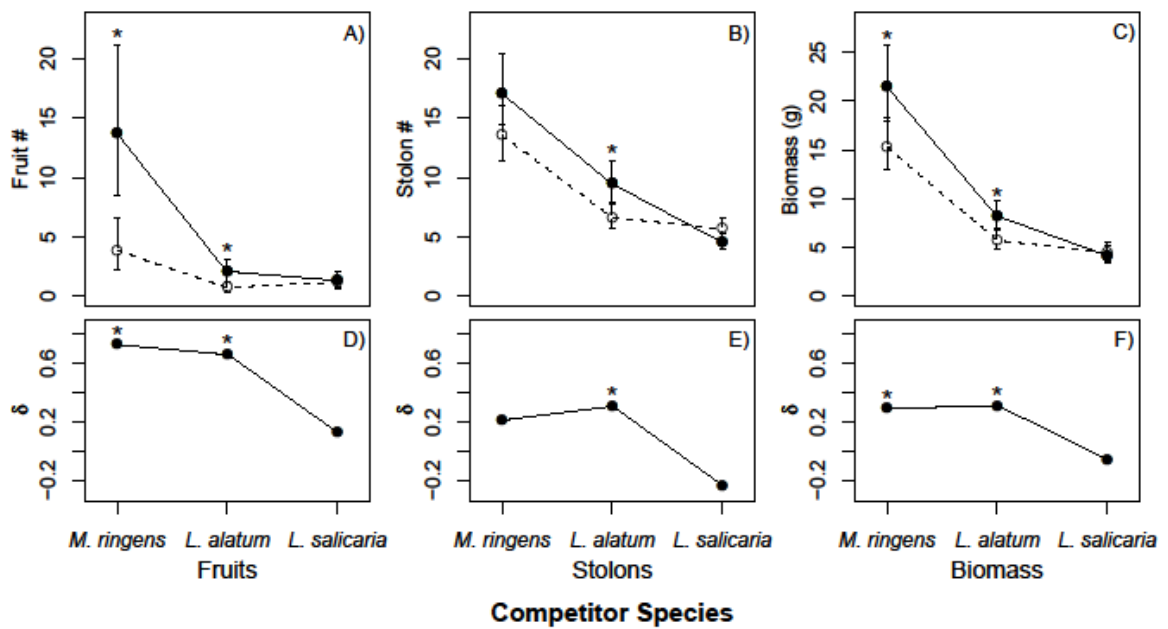 A)
Fruit #
20
15
10
5
0
*
*
B)
Stolon #
20
15
10
5
0
*
C)
Biomass (g)
25
20
15
10
5
0
*
*
D)
δ
0.6
0.2
−0.2
*
*
E)
δ
0.6
0.2
−0.2
*
F)
δ
0.6
0.2
−0.2
*
*
M. ringens L. alatum L. salicaria
Fruits
M. ringens L. alatum L. salicaria
Stolons
M. ringens L. alatum L. salicaria
Biomass
Competitor Species